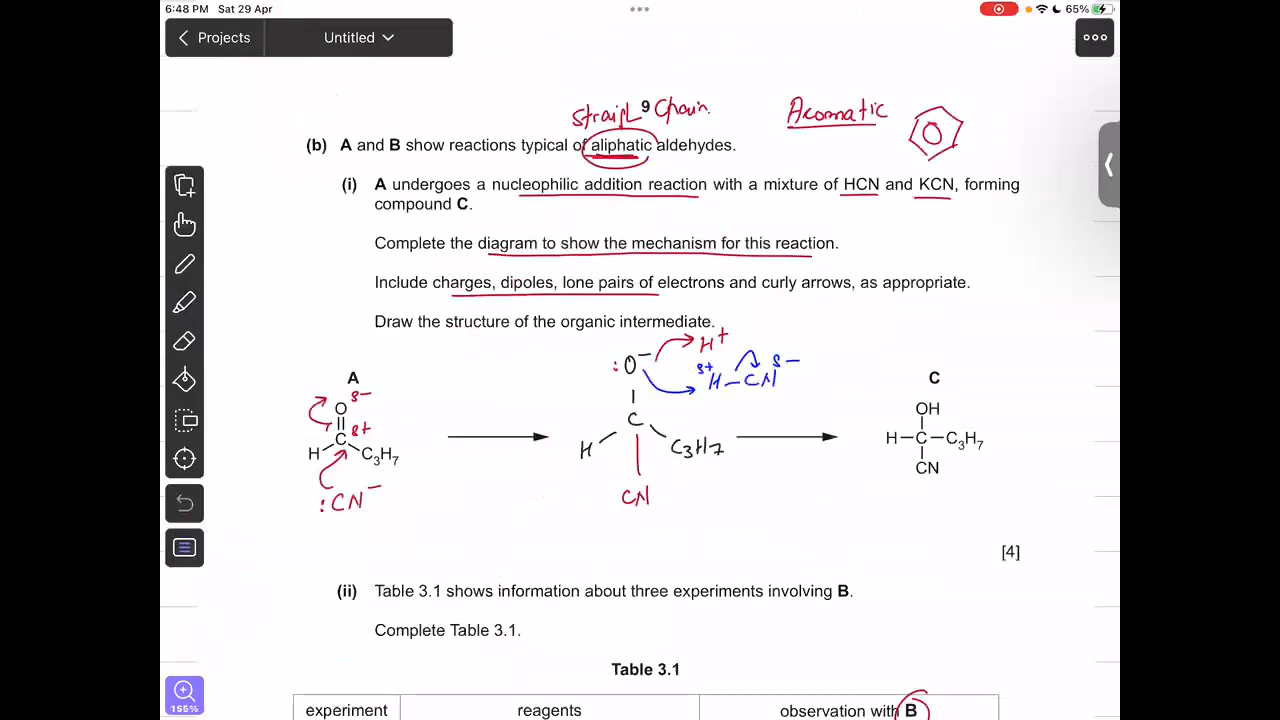 6:48 PM Sat 29 Apr
65%
Projects
Untitled
9
Chain.
Aromatic
(b) A and B show reactions typical of aliphatic aldehydes.
(i) A undergoes a nucleophilic addition reaction with a mixture of HCN and KCN, forming
compound C.
Complete the diagram to show the mechanism for this reaction.
Include charges, dipoles, lone pairs of electrons and curly arrows, as appropriate.
Draw the structure of the organic intermediate.
A
O δ−
C δ+
H C3H7
:CN−
:O− H+
δ+ H–CN δ−
C
H C3H7
CN
C
OH
H–C–C3H7
CN
[4]
(ii) Table 3.1 shows information about three experiments involving B.
Complete Table 3.1.
Table 3.1
experiment reagents observation with B
155%